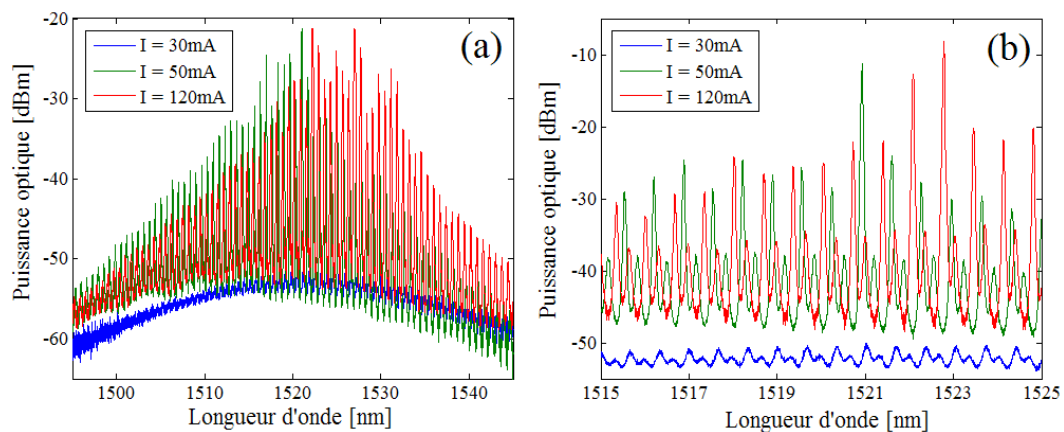 -20
-30
-40
-50
-60
Puissance optique [dBm]
I = 30mA
I = 50mA
I = 120mA
(a)
1500 1510 1520 1530 1540
Longueur d'onde [nm]
-10
-20
-30
-40
-50
Puissance optique [dBm]
I = 30mA
I = 50mA
I = 120mA
(b)
1515 1517 1519 1521 1523 1525
Longueur d'onde [nm]